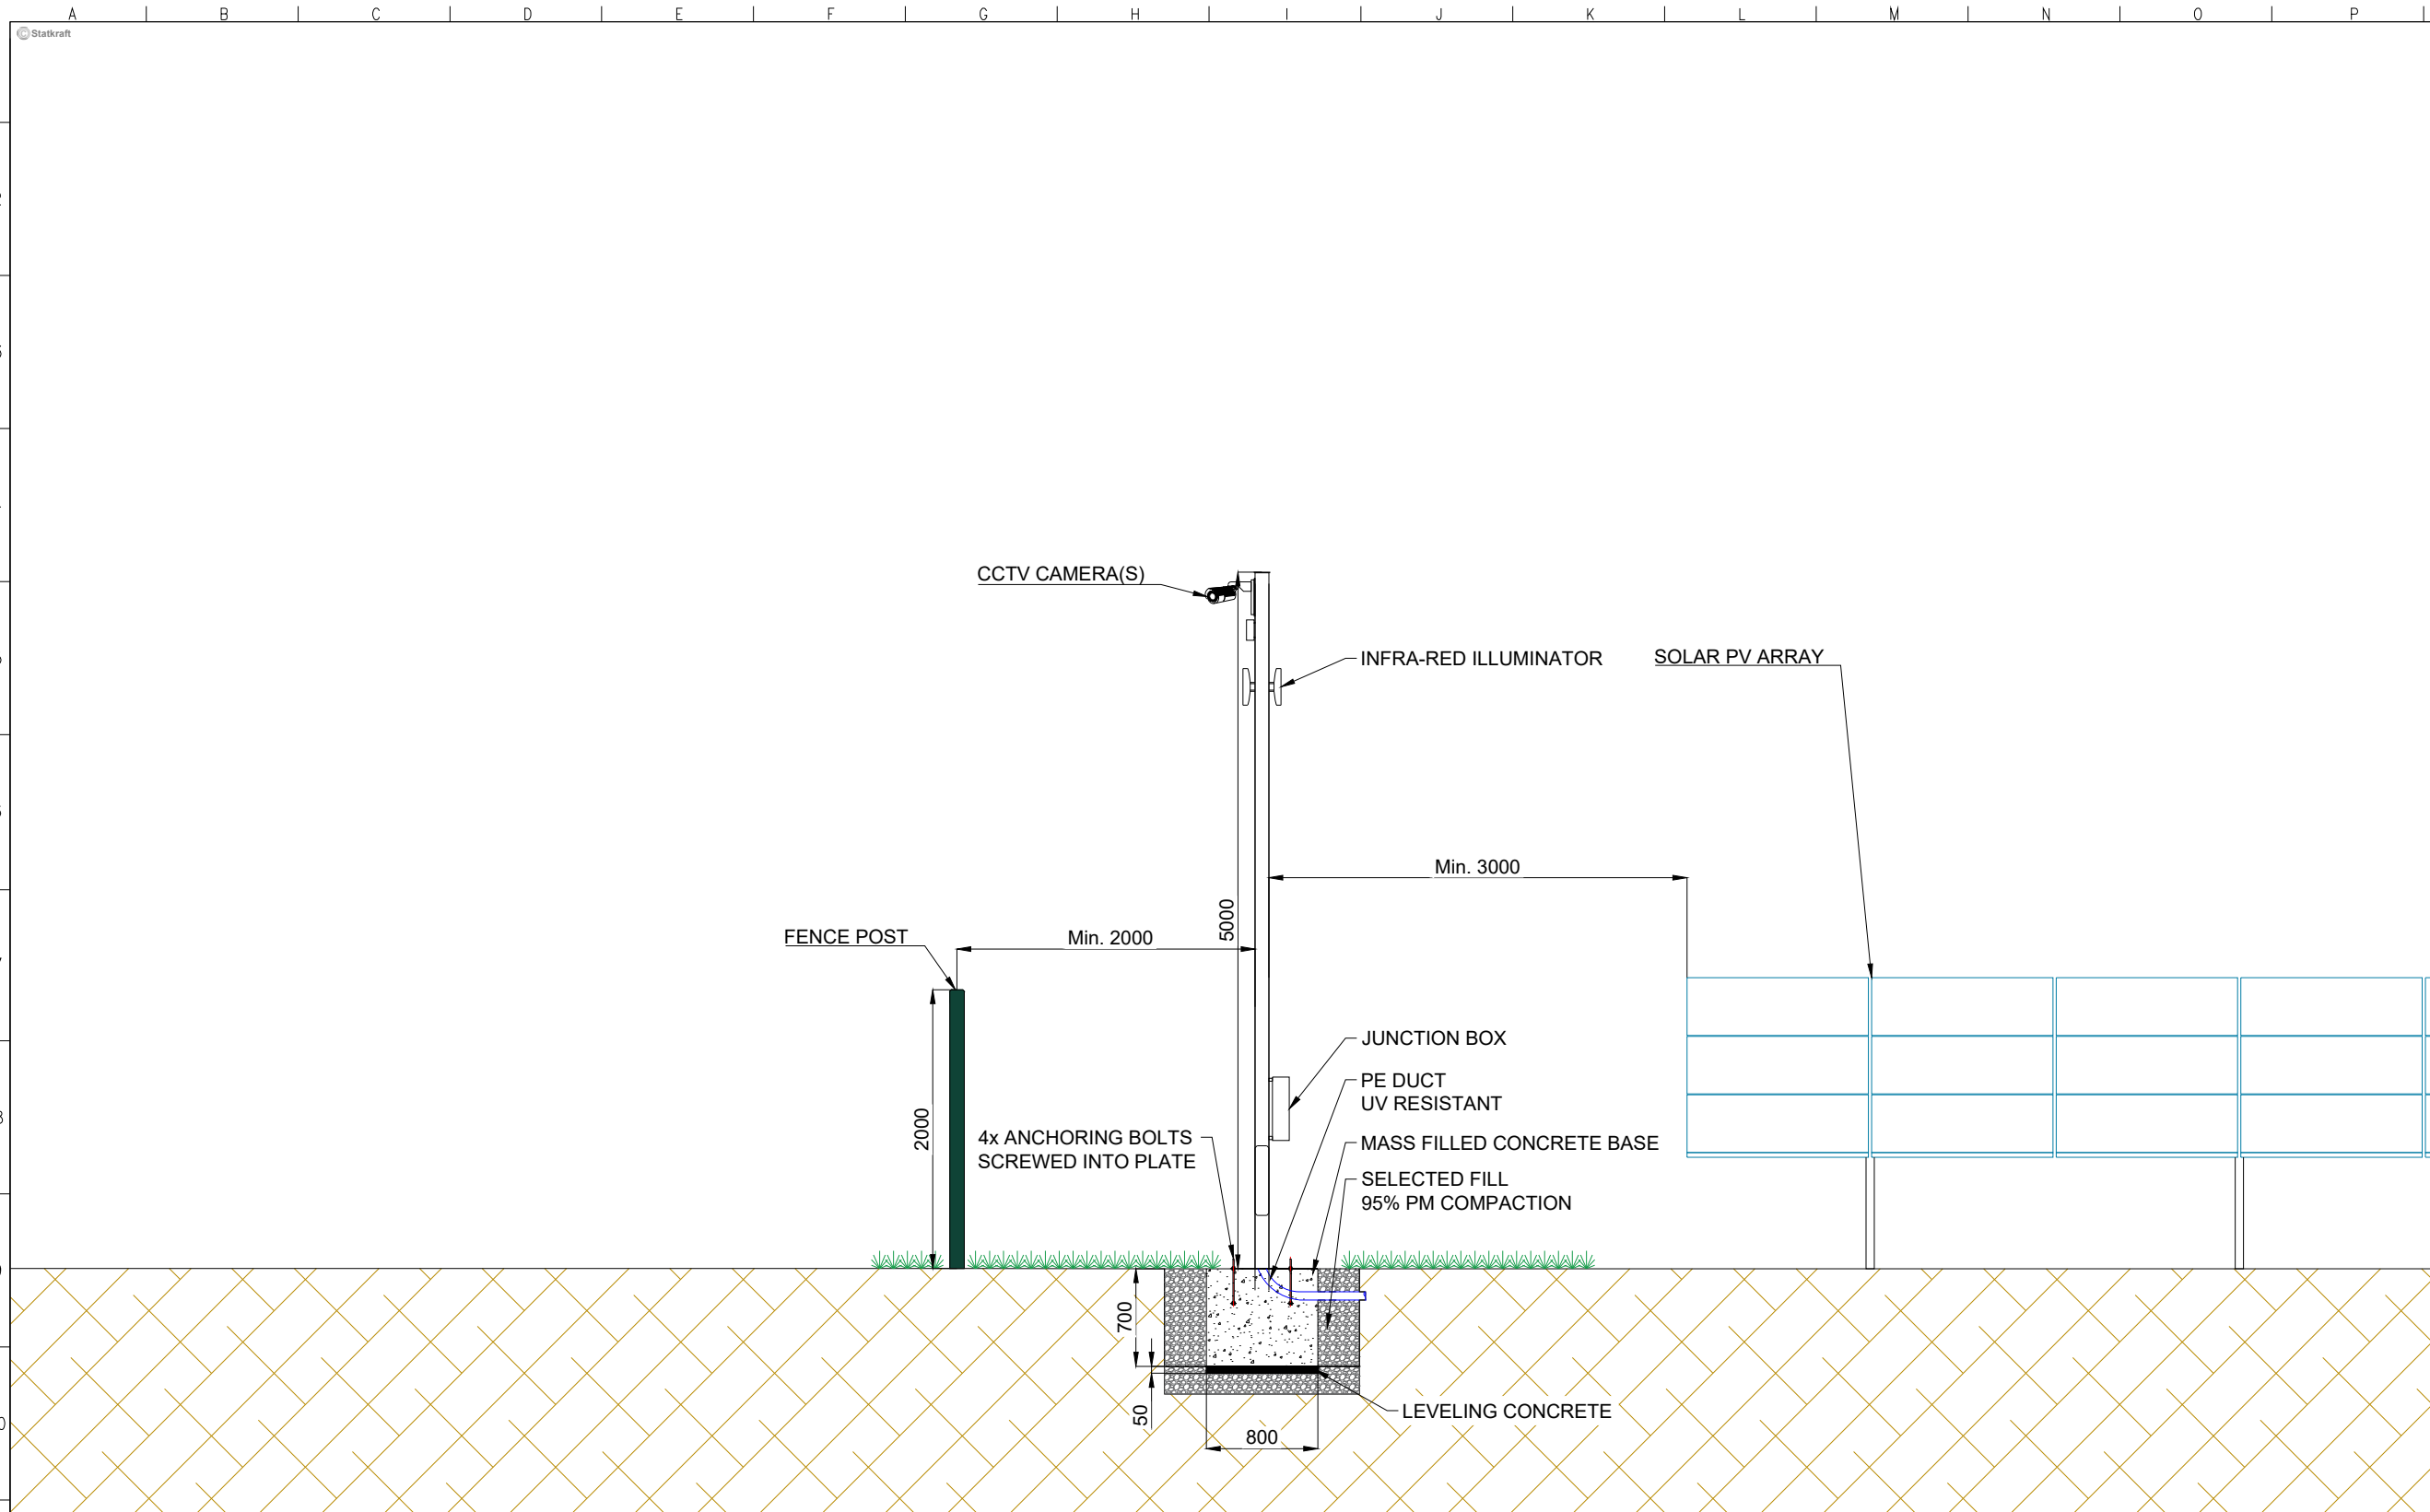 A B C D E F G H I J K L M N O P
© Statkraft
CCTV CAMERA(S)
INFRA-RED ILLUMINATOR
SOLAR PV ARRAY
Min. 3000
5000
FENCE POST
Min. 2000
JUNCTION BOX
PE DUCT
UV RESISTANT
2000
4x ANCHORING BOLTS
SCREWED INTO PLATE
MASS FILLED CONCRETE BASE
SELECTED FILL
95% PM COMPACTION
700
50
LEVELING CONCRETE
800